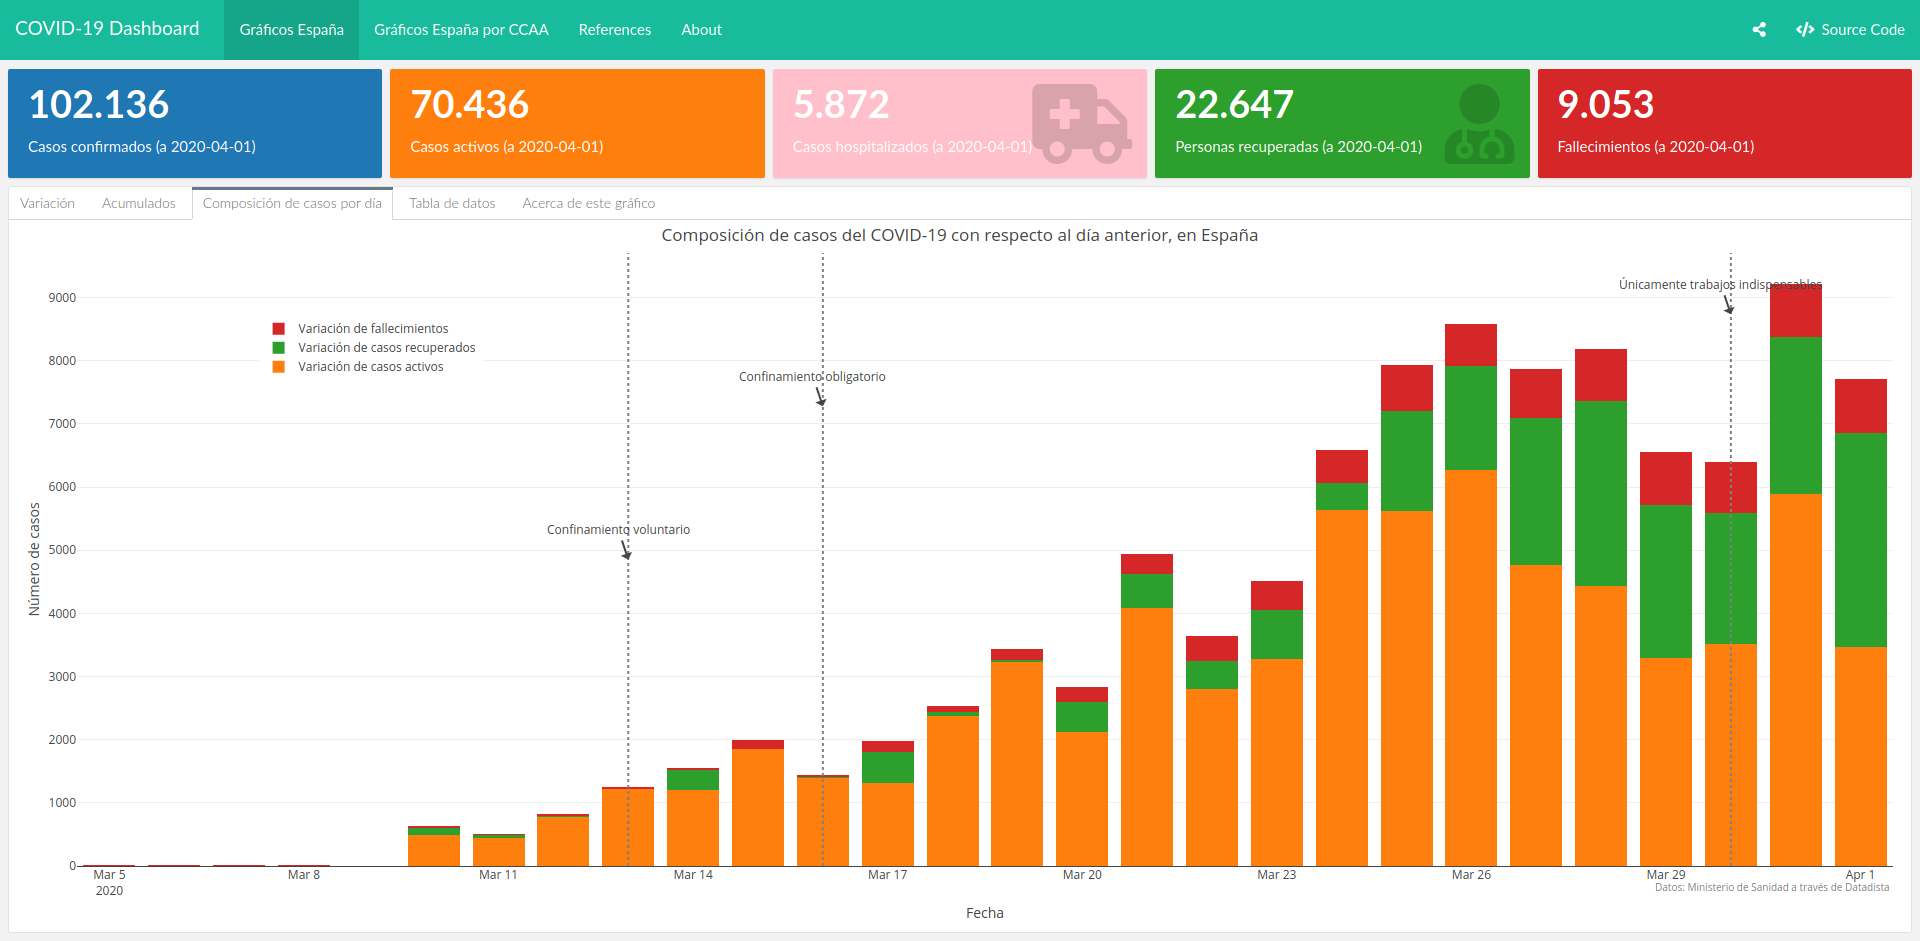 COVID-19 Dashboard
Gráficos España
Gráficos España por CCAA
References
About
Source Code
102.136
Casos confirmados (a 2020-04-01)
70.436
Casos activos (a 2020-04-01)
5.872
Casos hospitalizados (a 2020-04-01)
22.647
Personas recuperadas (a 2020-04-01)
9.053
Fallecimientos (a 2020-04-01)
Variación
Acumulados
Composición de casos por día
Tabla de datos
Acerca de este gráfico
Composición de casos del COVID-19 con respecto al día anterior, en España
Únicamente trabajos indispensables
Variación de fallecimientos
Variación de casos recuperados
Variación de casos activos
Confinamiento obligatorio
Confinamiento voluntario
Número de casos
9000
8000
7000
6000
5000
4000
3000
2000
1000
0
Mar 5
2020
Mar 8
Mar 11
Mar 14
Mar 17
Mar 20
Mar 23
Mar 26
Mar 29
Apr 1
Datos: Ministerio de Sanidad a través de Datadista
Fecha